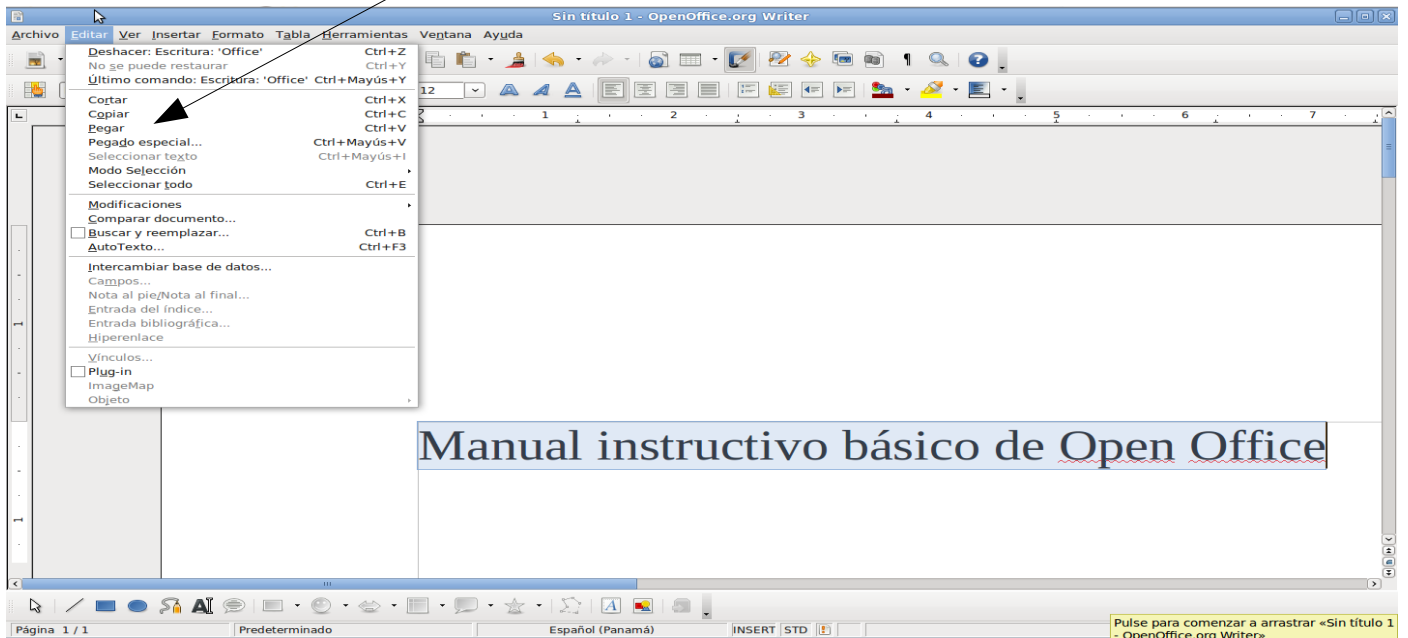 Sin título 1 - OpenOffice.org Writer
Archivo Editar Ver Insertar Formato Tabla Herramientas Ventana Ayuda
Deshacer: Escritura: 'Office' Ctrl+Z
No se puede restaurar Ctrl+Y
Último comando: Escritura: 'Office' Ctrl+Mayús+Y
12
Cortar Ctrl+X
Copiar Ctrl+C
1 2 3 4 5 6 7
Pegar Ctrl+V
Pegado especial... Ctrl+Mayús+V
Seleccionar texto Ctrl+Mayús+I
Modo Selección
Seleccionar todo Ctrl+E
Modificaciones
Comparar documento...
Buscar y reemplazar... Ctrl+B
AutoTexto... Ctrl+F3
Intercambiar base de datos...
Campos...
Nota al pie/Nota al final...
Entrada del índice...
Entrada bibliográfica...
1
Hiperenlace
Vínculos...
Plug-in
ImageMap
Objeto
Manual instructivo básico de Open Office
1
Página 1 / 1 Predeterminado Español (Panamá) INSERT STD
Pulse para comenzar a arrastrar «Sin título 1
- OpenOffice.org Writer»